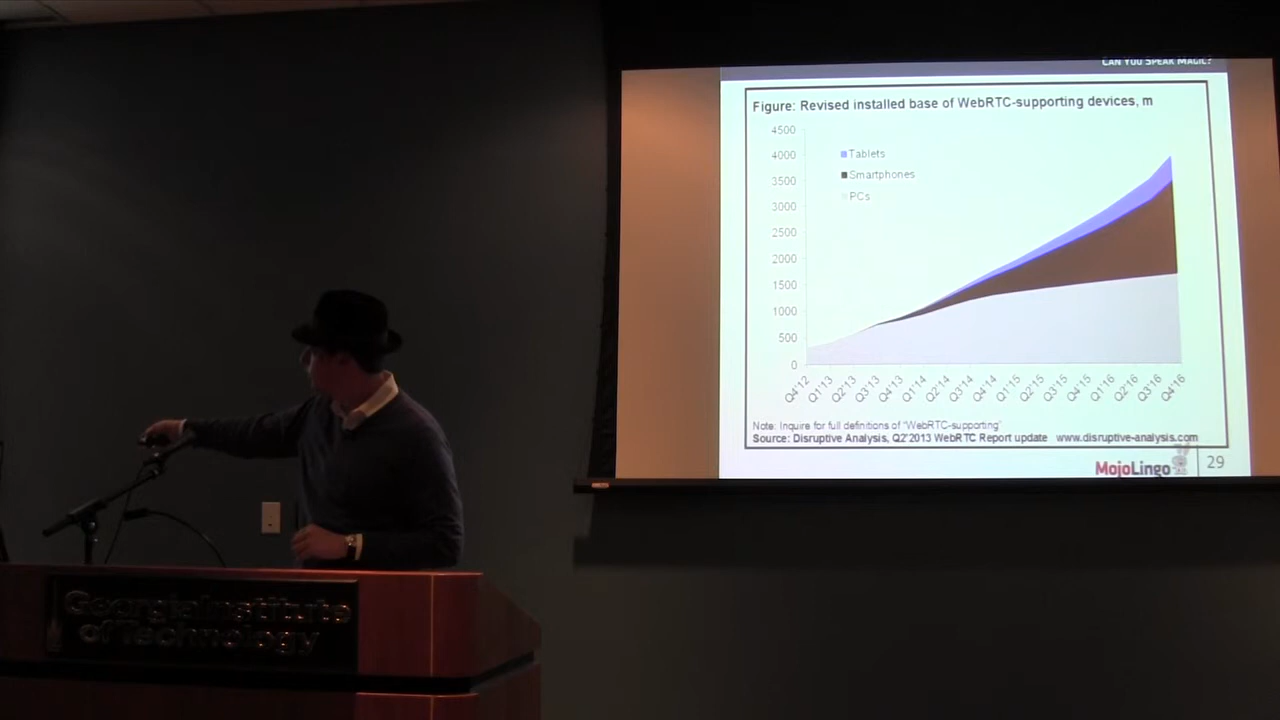 CAN YOU SPEAK MAGIC?
Figure: Revised installed base of WebRTC-supporting devices, m
4500
4000
3500
3000
2500
2000
1500
1000
500
0
Tablets
Smartphones
PCs
Q4'12
Q1'13
Q2'13
Q3'13
Q4'13
Q1'14
Q2'14
Q3'14
Q4'14
Q1'15
Q2'15
Q3'15
Q4'15
Q1'16
Q2'16
Q3'16
Q4'16
Note: Inquire for full definitions of "WebRTC-supporting"
Source: Disruptive Analysis, Q2'2013 WebRTC Report update www.disruptive-analysis.com
MojoLingo 29
Georgia Institute
of Technology